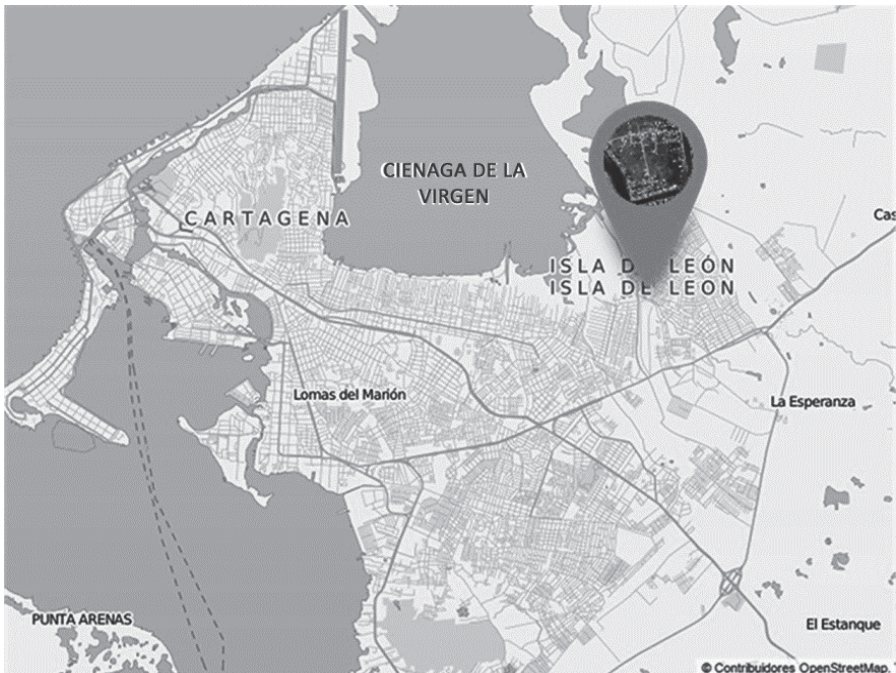 CIENAGA DE LA
VIRGEN
CARTAGENA
Cas
ISLA DE LEÓN
ISLA DE LEON
Lomas del Marión
La Esperanza
PUNTA ARENAS
El Estanque
© Contribuidores OpenStreetMap.